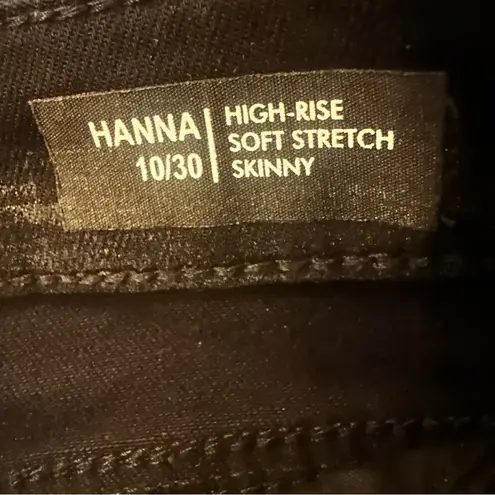 HANNA
10/30
HIGH-RISE
SOFT STRETCH
SKINNY